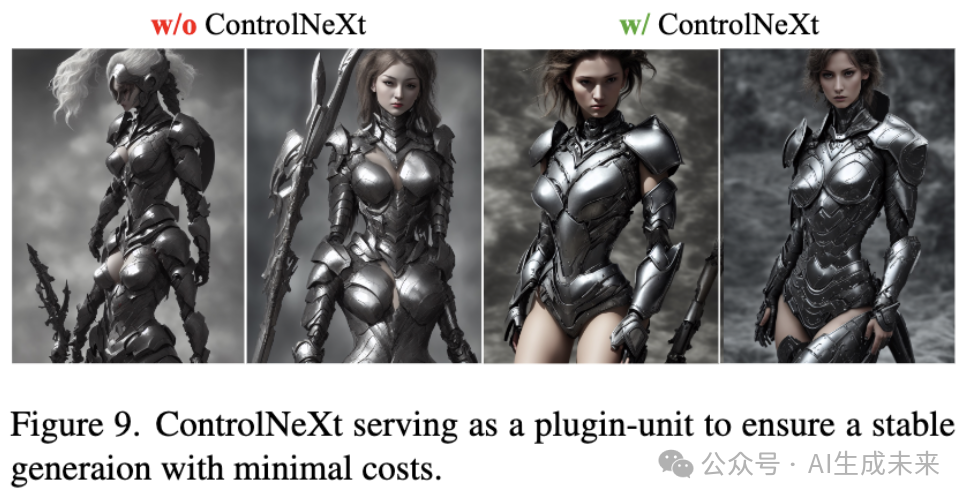 w/o ControlNeXt
w/ ControlNeXt
Figure 9. ControlNeXt serving as a plugin-unit to ensure a stable
generaion with minimal costs.
公众号 · AI生成未来